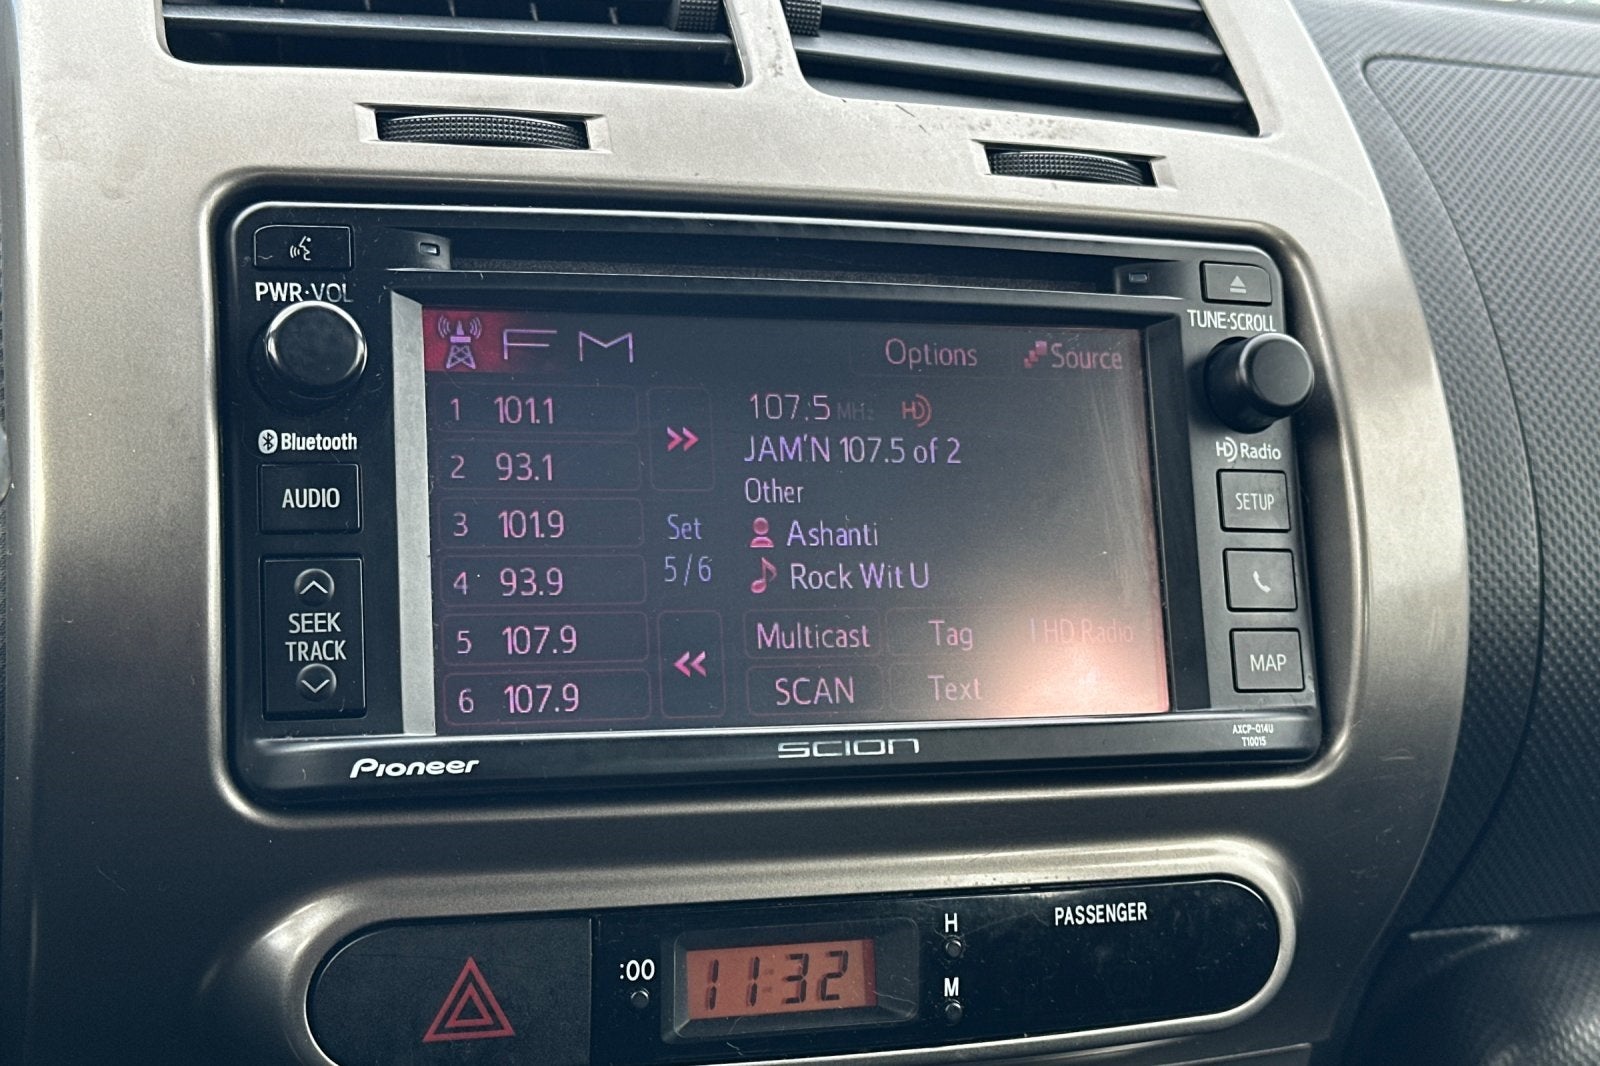 PWR·VOL
TUNE·SCROLL
FM
Options
Source
1 101.1
2 93.1
3 101.9
4 93.9
5 107.9
6 107.9
>>
Set
5/6
<<
107.5 MHz HD
JAM'N 107.5 of 2
Other
Ashanti
Rock Wit U
Multicast
Tag
HD Radio
SCAN
Text
Bluetooth
AUDIO
SEEK
TRACK
HD Radio
SETUP
MAP
Pioneer
SCION
AXCP-014U
T10015
:00
11:32
H
M
PASSENGER